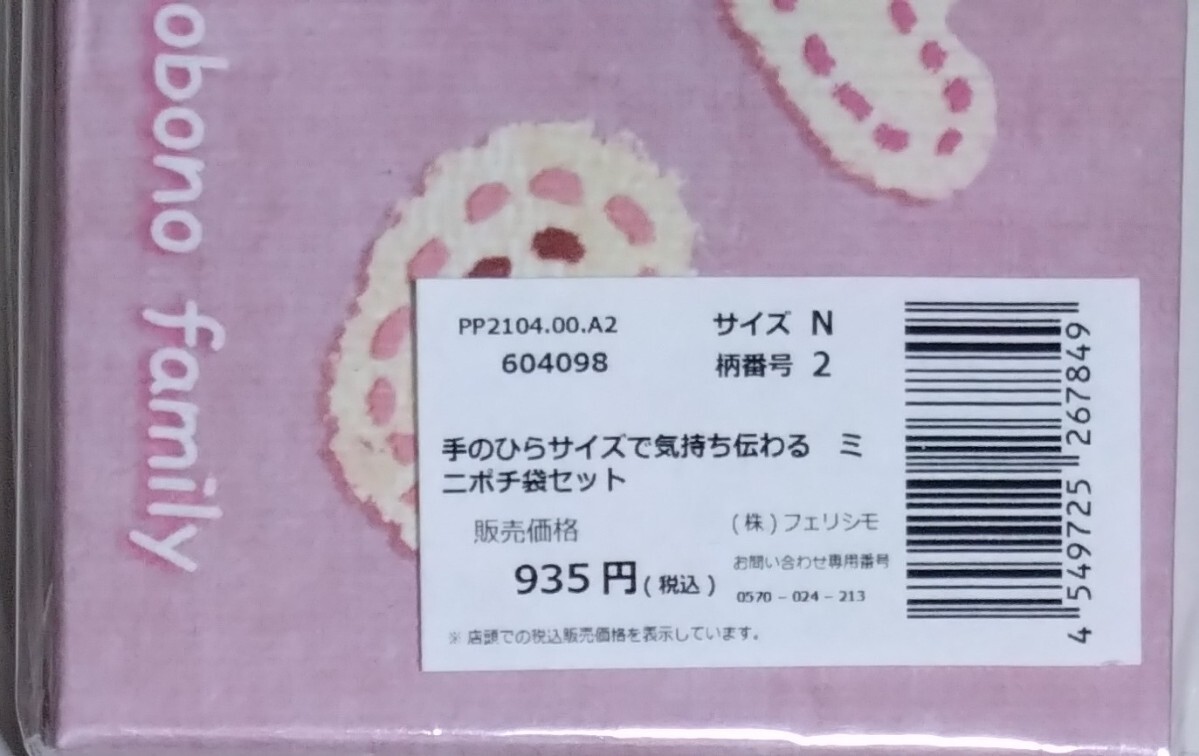 obono family
PP2104.00.A2
604098
サイズ N
柄番号 2
手のひらサイズで気持ち伝わる ミ
ニポチ袋セット
販売価格
935 円 (税込)
(株)フェリシモ
お問い合わせ専用番号
0570 - 024 - 213
※ 店頭での税込販売価格を表示しています。
4 549725 267849